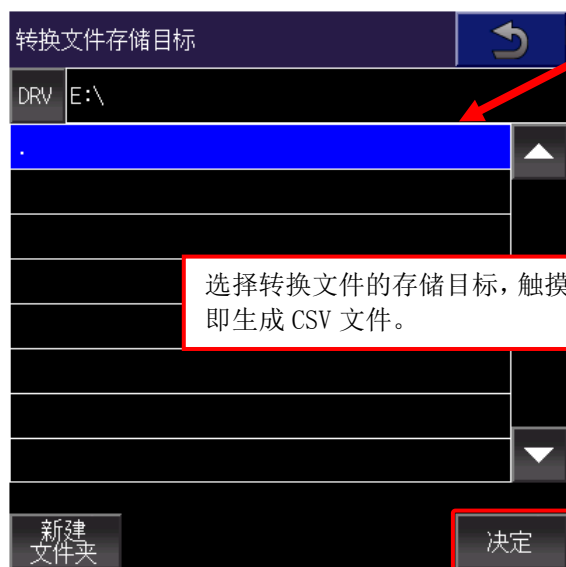 转换文件存储目标
DRV E:\
.
选择转换文件的存储目标，触摸
即生成 CSV 文件。
新建
文件夹
决定